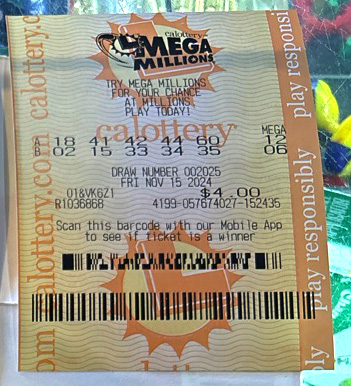 calottery
MEGA
MILLIONS
TRY MEGA MILLIONS
FOR YOUR CHANCE
AT MILLIONS.
PLAY TODAY!
calottery
MEGA
A 18 41 42 44 60 12
B 02 15 33 34 35 06
DRAW NUMBER 002025
FRI NOV 15 2024
01&VK6Z1 $4.00
R1036868 4199-057674027-152435
Scan this barcode with our Mobile App
to see if ticket is a winner
calottery.com calottery.c
play responsibly play responsi